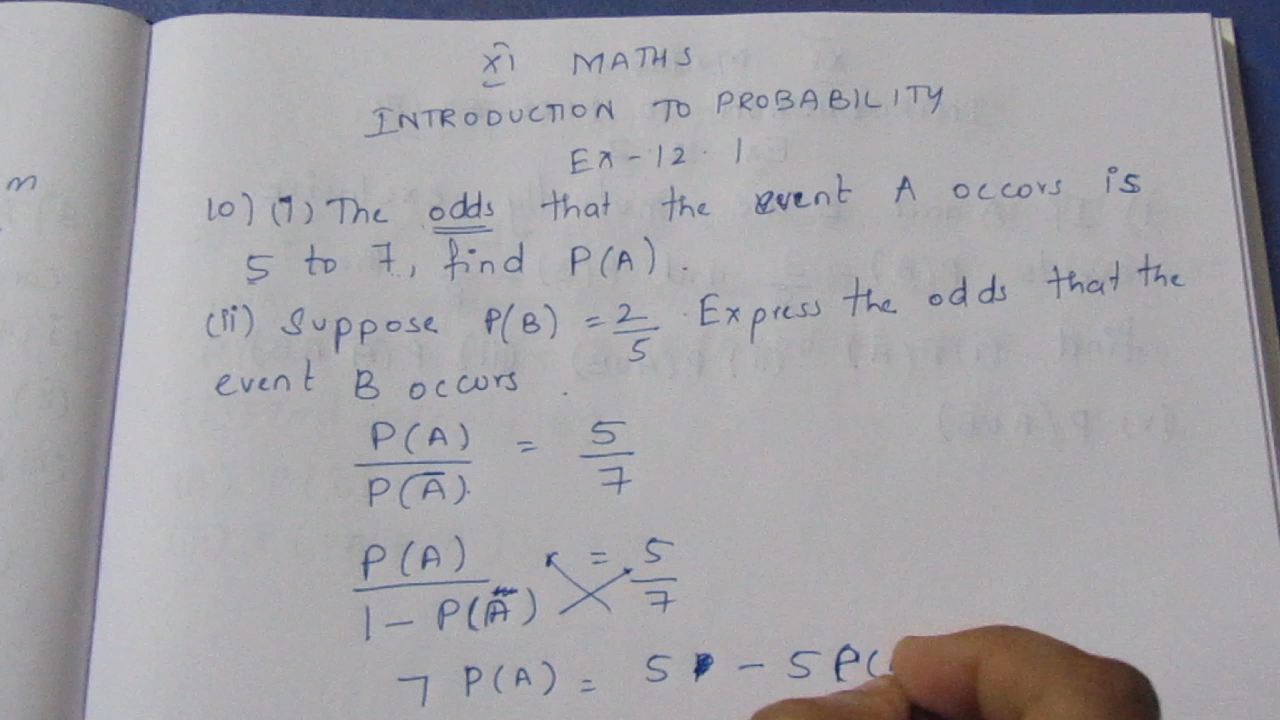 XI MATHS
INTRODUCTION TO PROBABILITY
Ex-12.1
10) (i) The odds that the event A occors is
5 to 7, find P(A).
(ii) Suppose P(B) = 2/5. Express the odds that the
event B occurs.
P(A)/P(Ā) = 5/7
P(A)/1 - P(A) = 5/7
7 P(A) = 5 - 5 P(
m